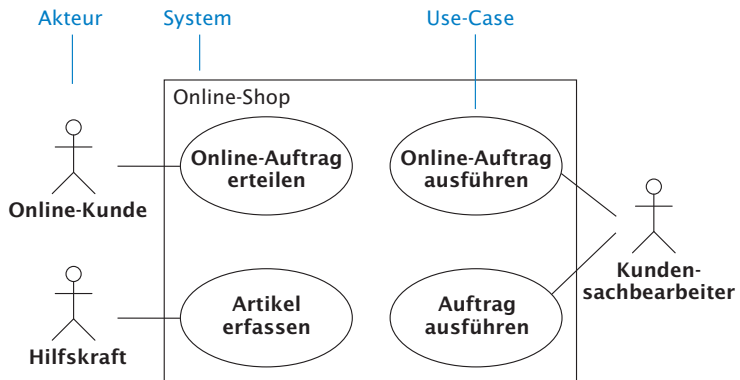 Akteur
System
Use-Case
Online-Shop
Online-Auftrag
erteilen
Online-Auftrag
ausführen
Online-Kunde
Kunden-
sachbearbeiter
Artikel
erfassen
Auftrag
ausführen
Hilfskraft